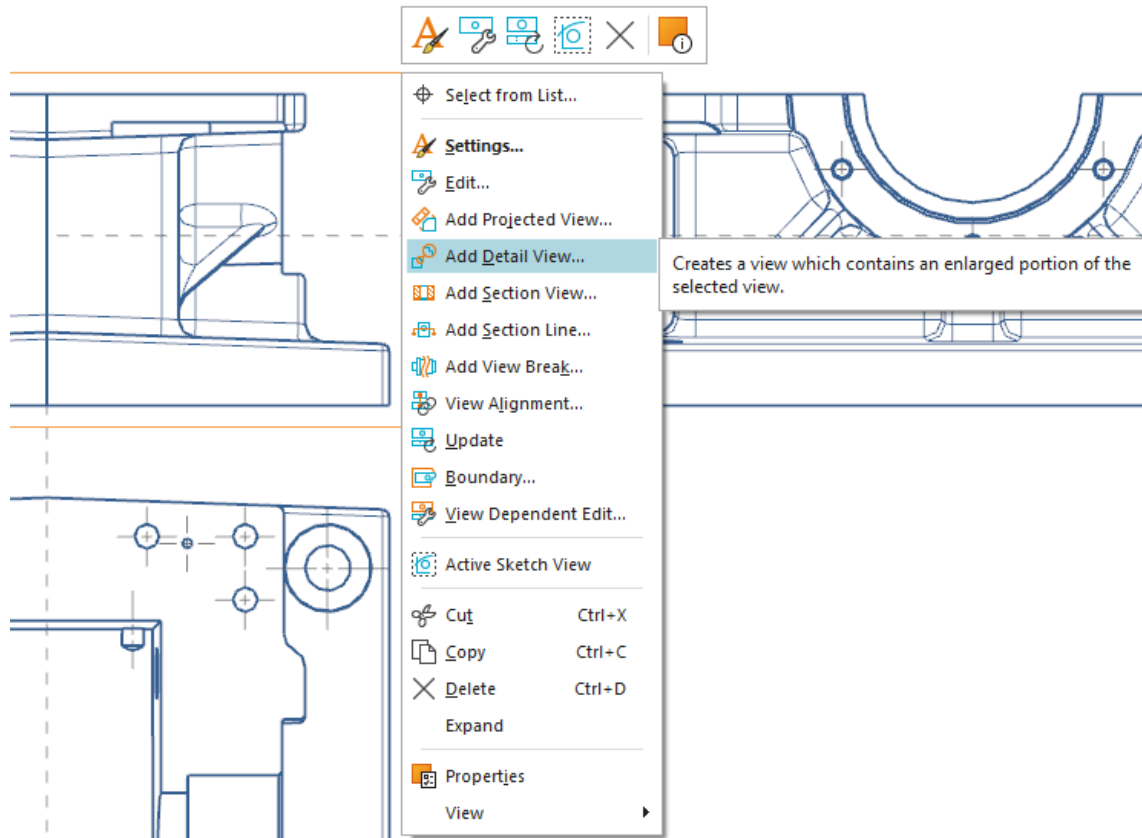 Select from List...
Settings...
Edit...
Add Projected View...
Add Detail View...
Creates a view which contains an enlarged portion of the
selected view.
Add Section View...
Add Section Line...
Add View Break...
View Alignment...
Update
Boundary...
View Dependent Edit...
Active Sketch View
Cut Ctrl+X
Copy Ctrl+C
Delete Ctrl+D
Expand
Properties
View